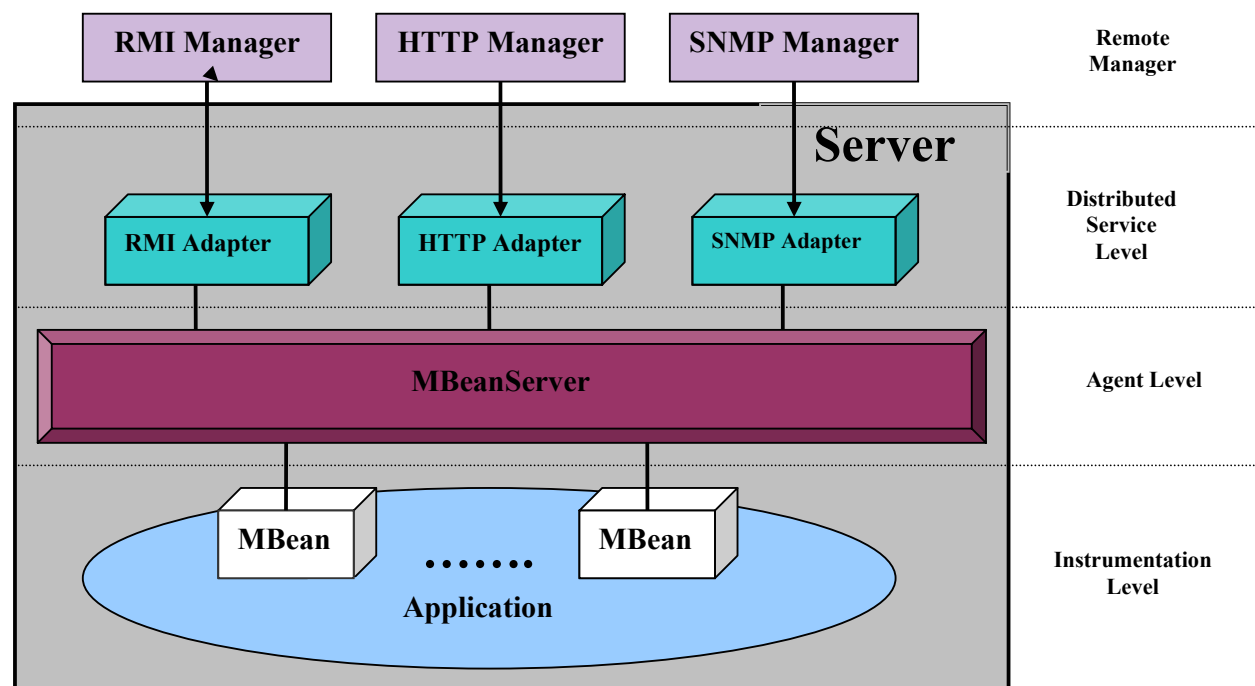 RMI Manager
HTTP Manager
SNMP Manager
Remote
Manager
Server
RMI Adapter
HTTP Adapter
SNMP Adapter
Distributed
Service
Level
MBeanServer
Agent Level
MBean
MBean
Application
Instrumentation
Level